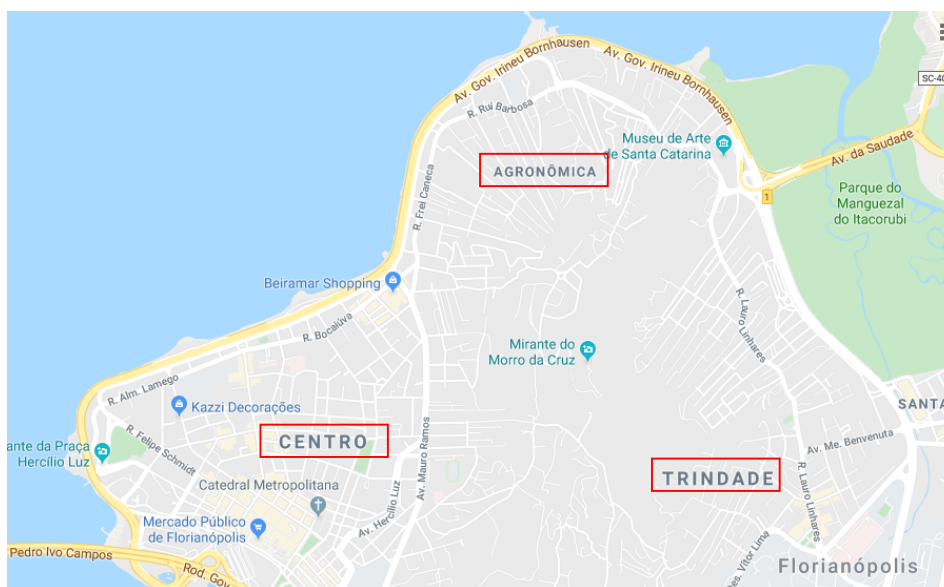 Av. Gov. Irineu Bornhausen
Av. Gov. Irineu Bornhausen
SC-40
R. Rui Barbosa
Museu de Arte
de Santa Catarina
Av. da Saudade
AGRONÔMICA
1
Parque do
Manguezal
do Itacorubi
R. Frei Caneca
Beiramar Shopping
R. Bocaiúva
R. Lauro Linhares
Mirante do
Morro da Cruz
R. Alm. Lamego
Kazzi Decorações
SANTA
R. Felipe Schmidt
CENTRO
Av. Mauro Ramos
Av. Me. Benvenuta
ante da Praça
Hercílio Luz
TRINDADE
R. Lauro Linhares
Catedral Metropolitana
Av. Hercílio Luz
Mercado Público
de Florianópolis
Pedro Ivo Campos
Rod. Gov
Des. Vítor Lima
Florianópolis